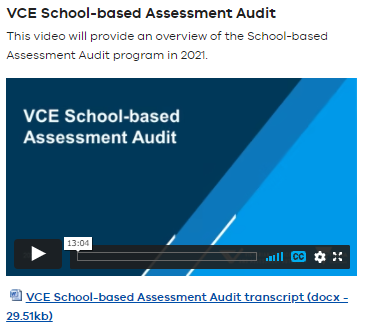 VCE School-based Assessment Audit
This video will provide an overview of the School-based
Assessment Audit program in 2021.
VCE School-based
Assessment Audit
13:04
CC
VCE School-based Assessment Audit transcript (docx -
29.51kb)